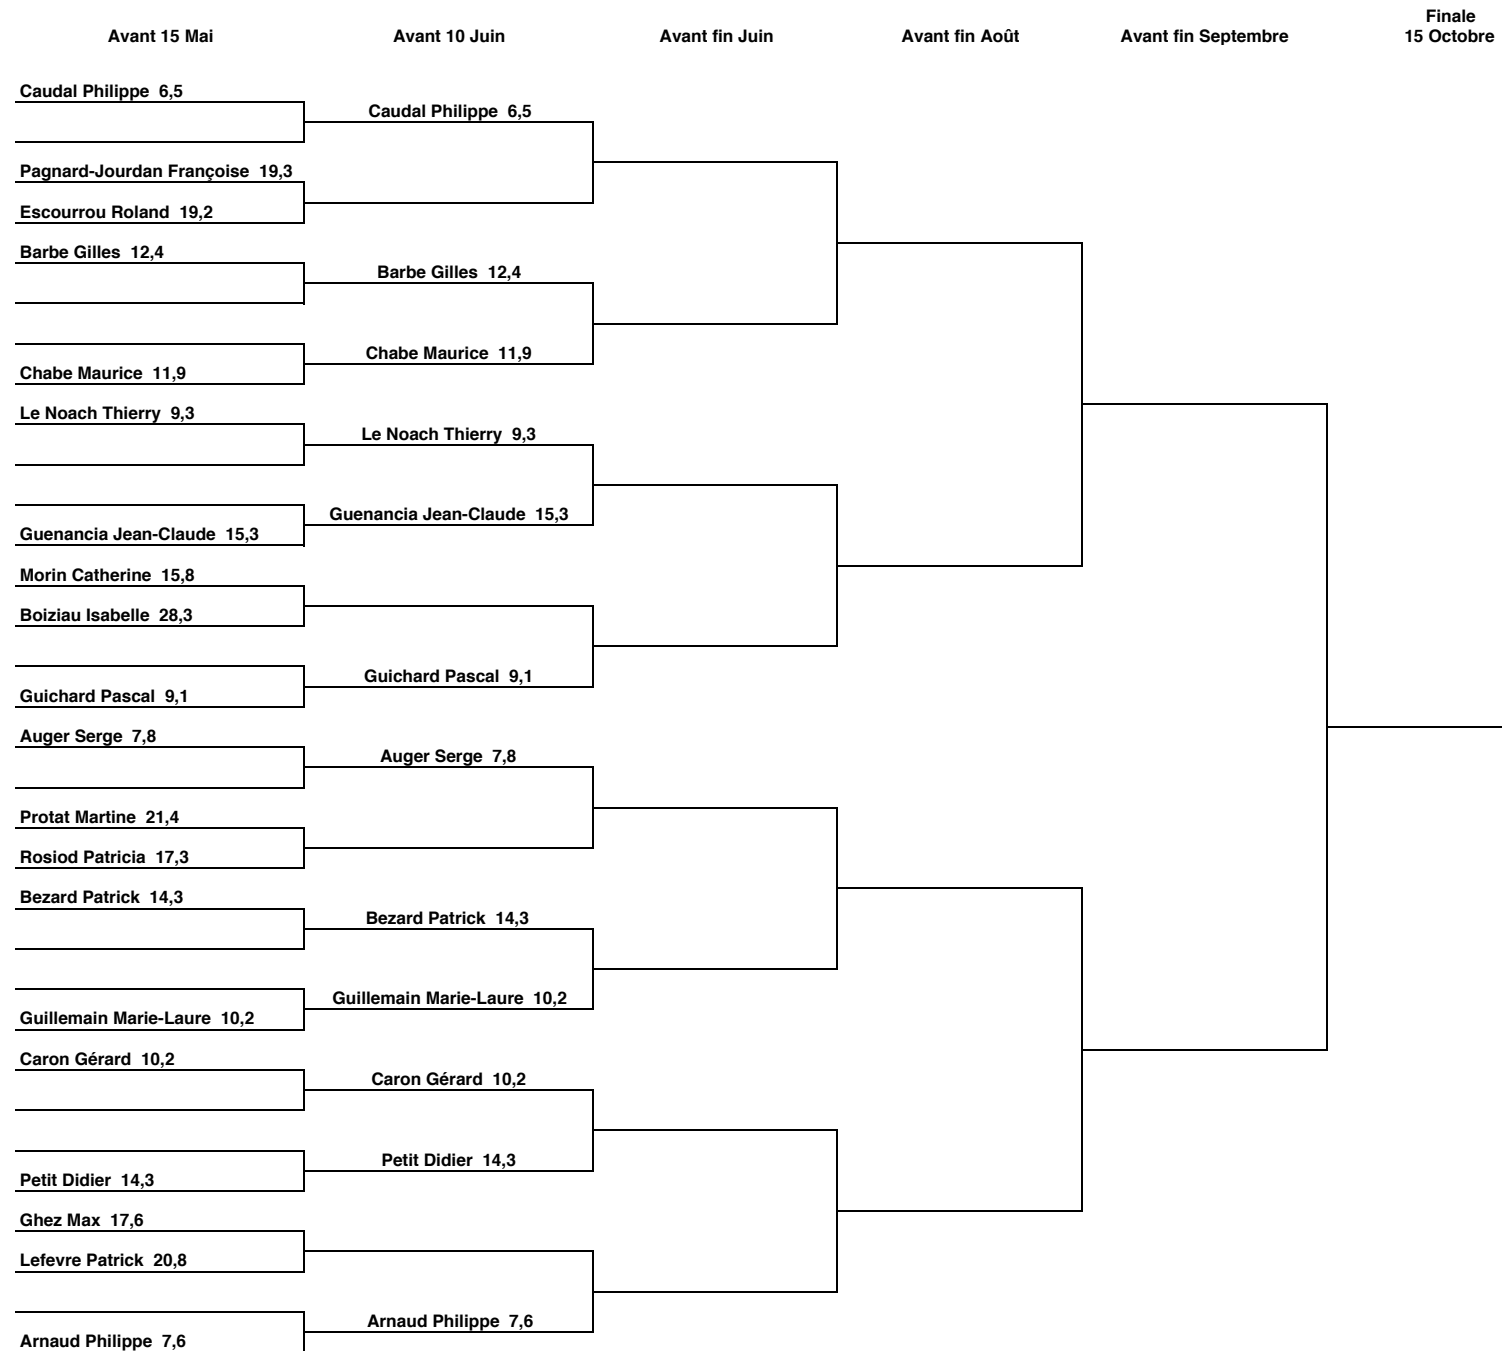 Finale
Avant 15 Mai Avant 10 Juin Avant fin Juin Avant fin Août Avant fin Septembre 15 Octobre
Caudal Philippe 6,5
Caudal Philippe 6,5
Pagnard-Jourdan Françoise 19,3
Escourrou Roland 19,2
Barbe Gilles 12,4
Barbe Gilles 12,4
Chabe Maurice 11,9
Chabe Maurice 11,9
Le Noach Thierry 9,3
Le Noach Thierry 9,3
Guenancia Jean-Claude 15,3
Guenancia Jean-Claude 15,3
Morin Catherine 15,8
Boiziau Isabelle 28,3
Guichard Pascal 9,1
Guichard Pascal 9,1
Auger Serge 7,8
Auger Serge 7,8
Protat Martine 21,4
Rosiod Patricia 17,3
Bezard Patrick 14,3
Bezard Patrick 14,3
Guillemain Marie-Laure 10,2
Guillemain Marie-Laure 10,2
Caron Gérard 10,2
Caron Gérard 10,2
Petit Didier 14,3
Petit Didier 14,3
Ghez Max 17,6
Lefevre Patrick 20,8
Arnaud Philippe 7,6
Arnaud Philippe 7,6